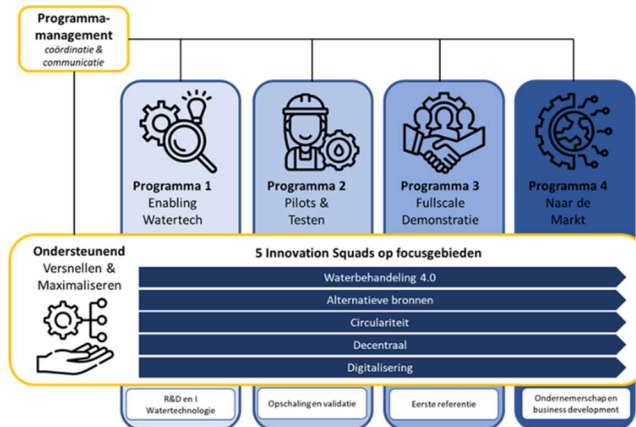 Programma-
management
coördinatie &
communicatie
Programma 1
Enabling
Watertech
Programma 2
Pilots &
Testen
Programma 3
Fullscale
Demonstratie
Programma 4
Naar de
Markt
Ondersteunend
Versnellen &
Maximaliseren
5 Innovation Squads op focusgebieden
Waterbehandeling 4.0
Alternatieve bronnen
Circulariteit
Decentraal
Digitalisering
R&D en I
Watertechnologie
Opschaling en validatie
Eerste referentie
Ondernemerschap en
business development